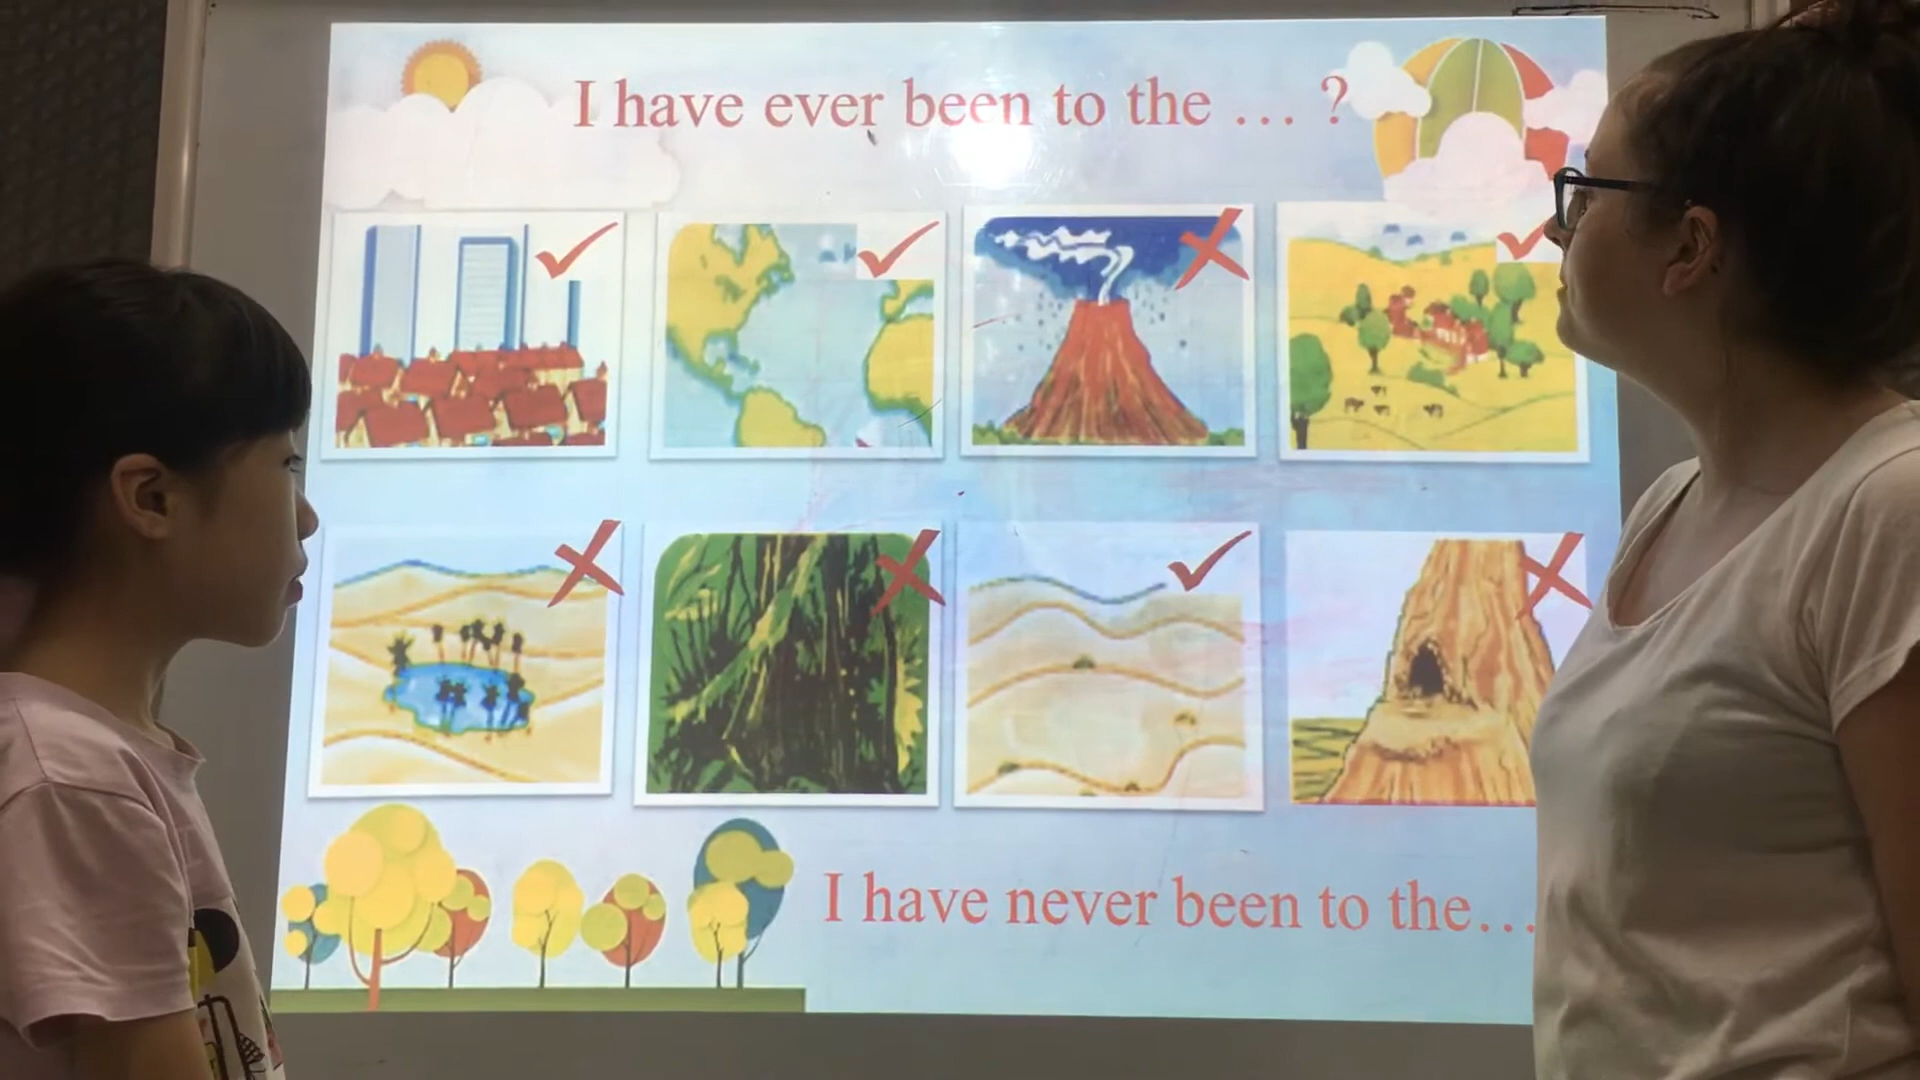 I have ever been to the ... ?
I have never been to the...